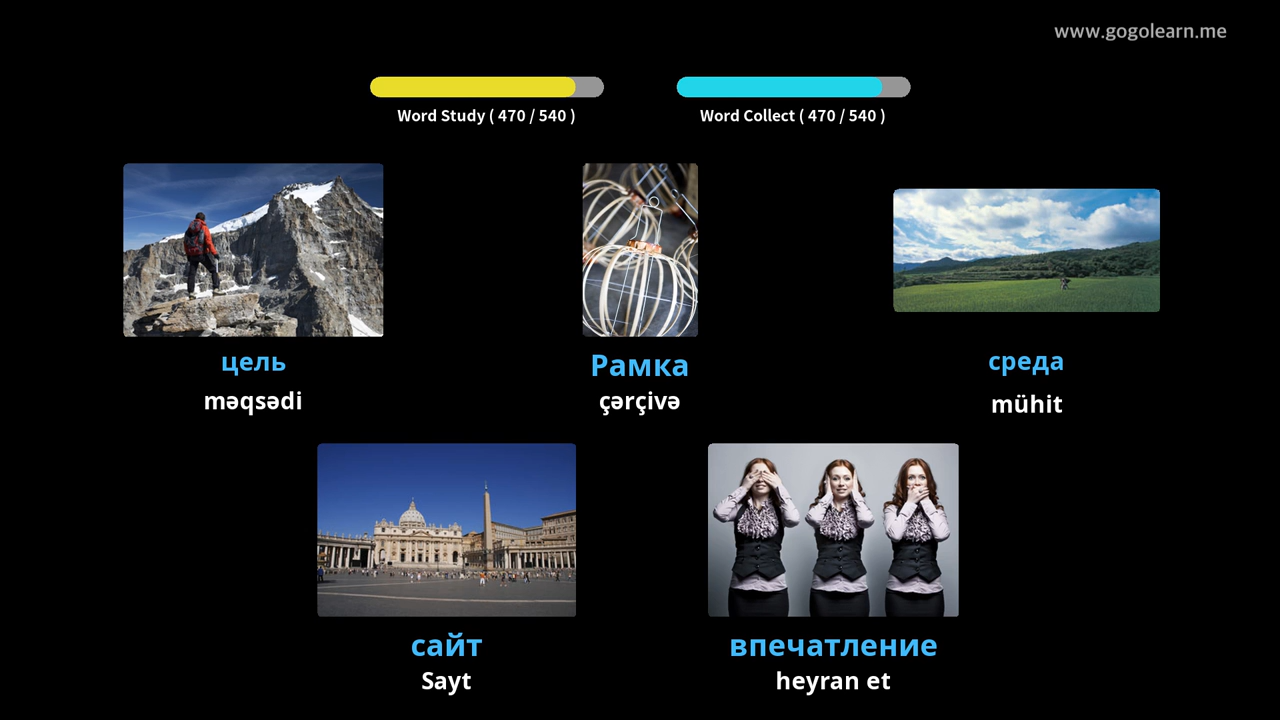 www.gogolearn.me
Word Study ( 470 / 540 )
Word Collect ( 470 / 540 )
цель
məqsədi
Рамка
çərçivə
среда
mühit
сайт
Sayt
впечатление
heyran et